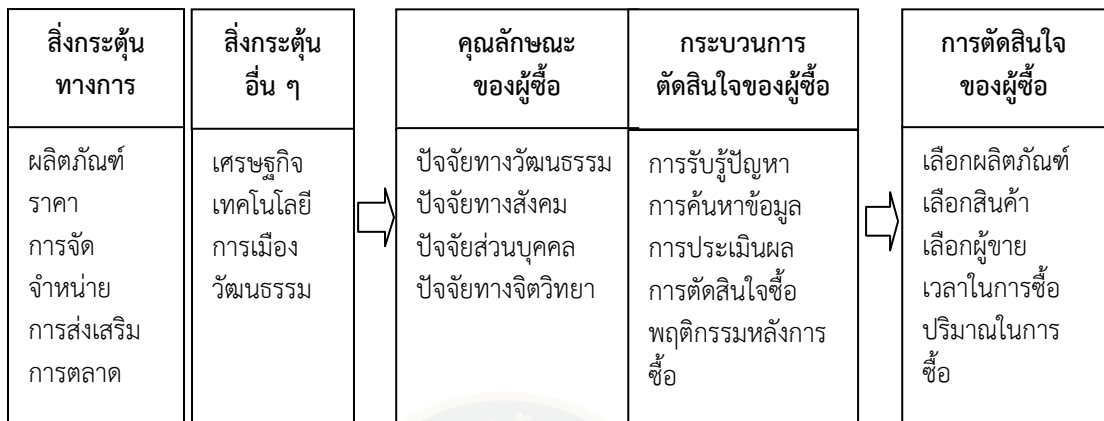 สิ่งกระตุ้น
ทางการ
ผลิตภัณฑ์
ราคา
การจัด
จำหน่าย
การส่งเสริม
การตลาด
สิ่งกระตุ้น
อื่น ๆ
เศรษฐกิจ
เทคโนโลยี
การเมือง
วัฒนธรรม
คุณลักษณะ
ของผู้ซื้อ
ปัจจัยทางวัฒนธรรม
ปัจจัยทางสังคม
ปัจจัยส่วนบุคคล
ปัจจัยทางจิตวิทยา
กระบวนการ
ตัดสินใจของผู้ซื้อ
การรับรู้ปัญหา
การค้นหาข้อมูล
การประเมินผล
การตัดสินใจซื้อ
พฤติกรรมหลังการ
ซื้อ
การตัดสินใจ
ของผู้ซื้อ
เลือกผลิตภัณฑ์
เลือกสินค้า
เลือกผู้ขาย
เวลาในการซื้อ
ปริมาณในการ
ซื้อ